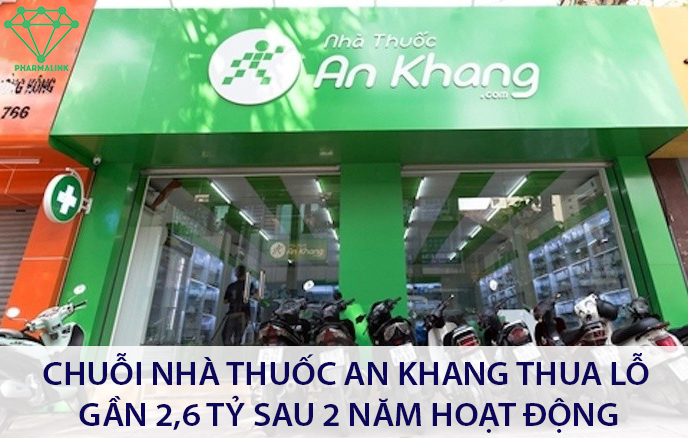 PHARMALINK
766
Nhà Thuốc
An Khang
.com
An Khang
CHUỖI NHÀ THUỐC AN KHANG THUA LỖ
GẦN 2,6 TỶ SAU 2 NĂM HOẠT ĐỘNG